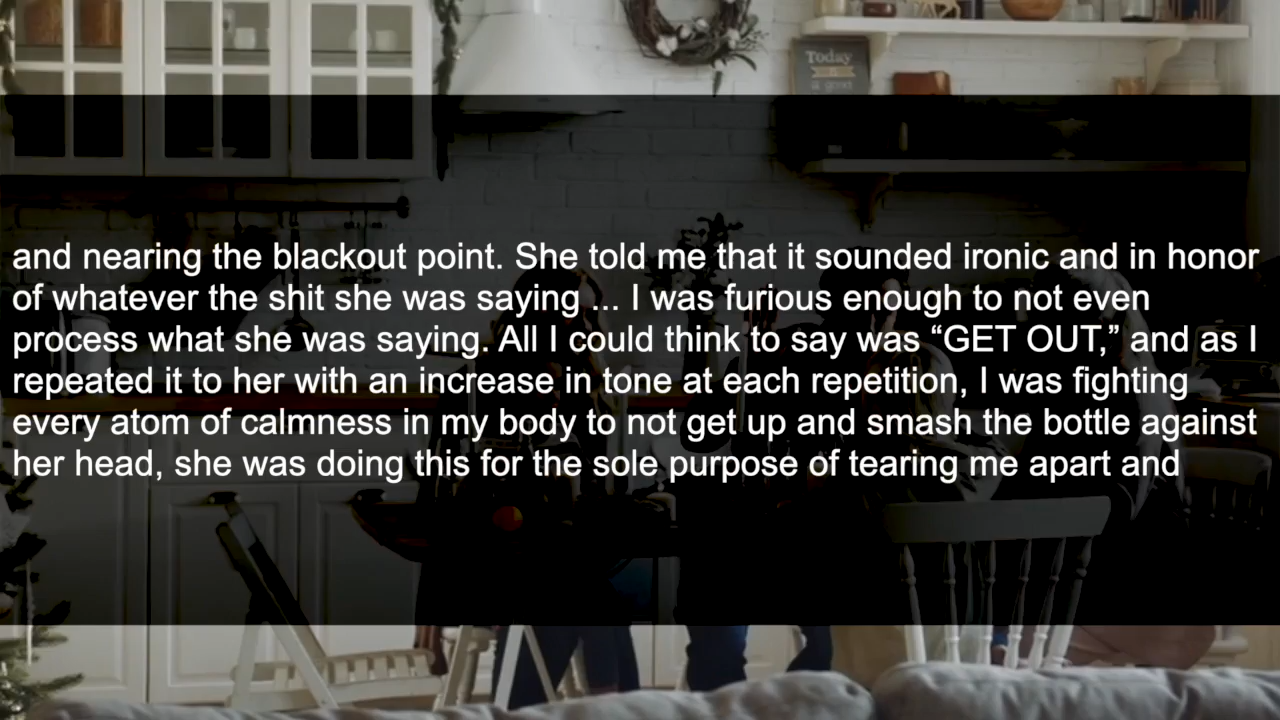 Today
and nearing the blackout point. She told me that it sounded ironic and in honor
of whatever the shit she was saying ... I was furious enough to not even
process what she was saying. All I could think to say was “GET OUT,” and as I
repeated it to her with an increase in tone at each repetition, I was fighting
every atom of calmness in my body to not get up and smash the bottle against
her head, she was doing this for the sole purpose of tearing me apart and